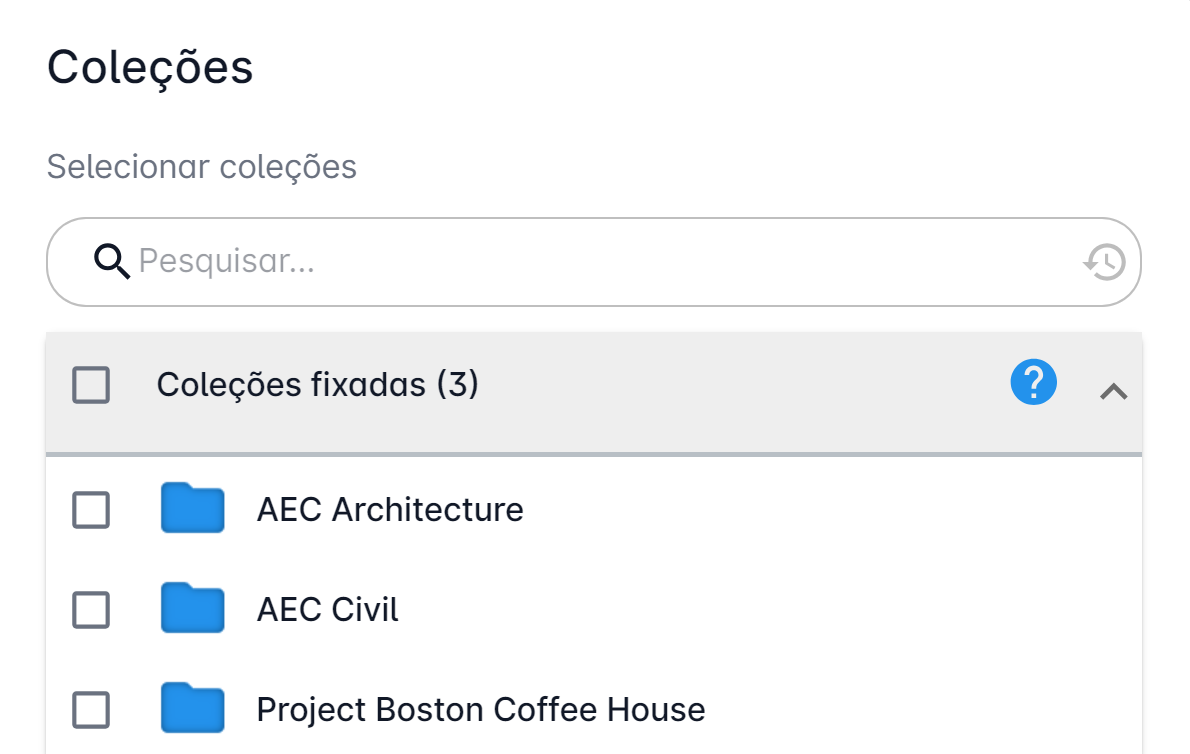 Coleções
Selecionar coleções
Pesquisar...
Coleções fixadas (3)
?
AEC Architecture
AEC Civil
Project Boston Coffee House